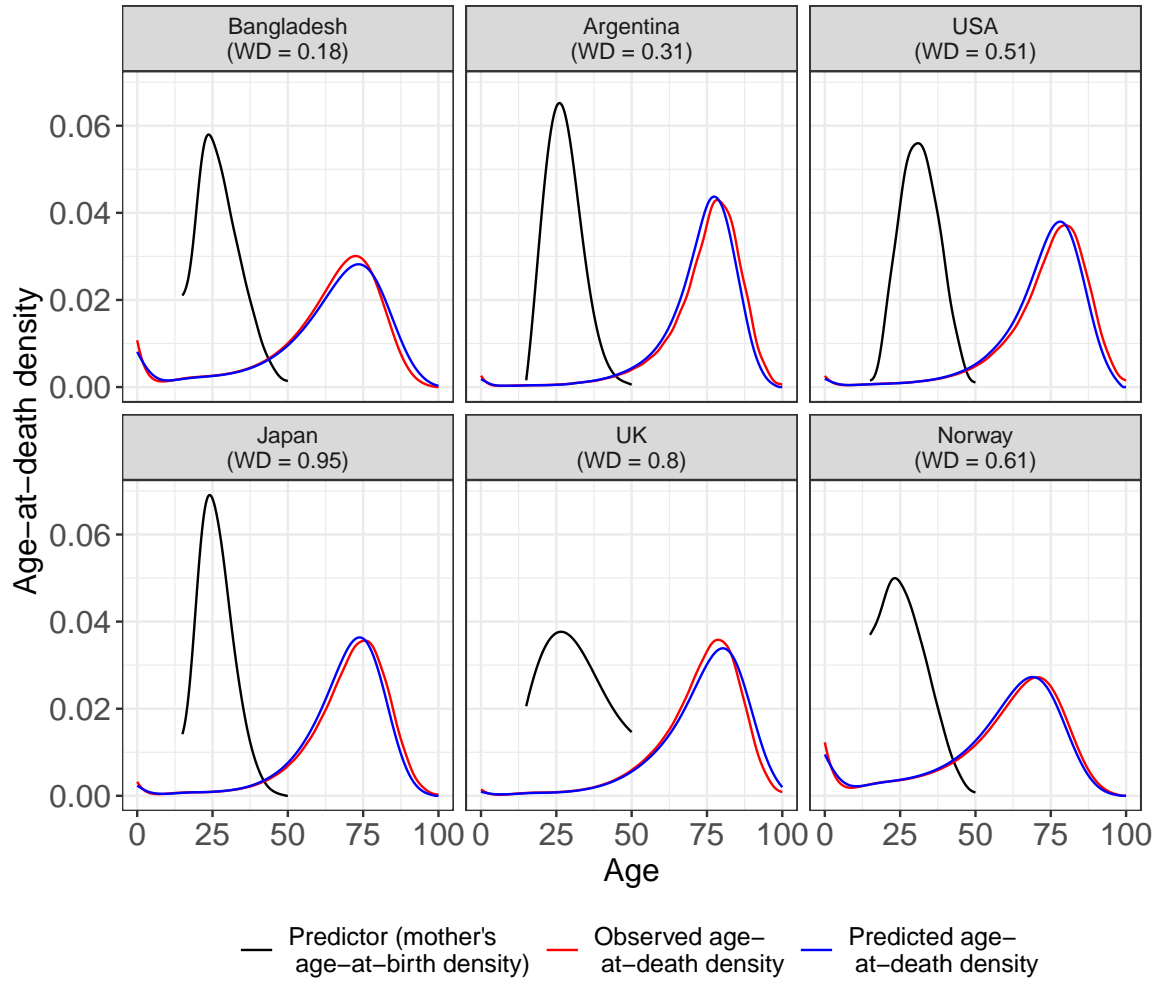 Bangladesh
(WD = 0.18)
Argentina
(WD = 0.31)
USA
(WD = 0.51)
0.06
0.04
0.02
0.00
Japan
(WD = 0.95)
UK
(WD = 0.8)
Norway
(WD = 0.61)
0.06
0.04
0.02
0.00
Age−at−death density
0 25 50 75 100
0 25 50 75 100
0 25 50 75 100
Age
Predictor (mother's
age−at−birth density)
Observed age−
at−death density
Predicted age−
at−death density